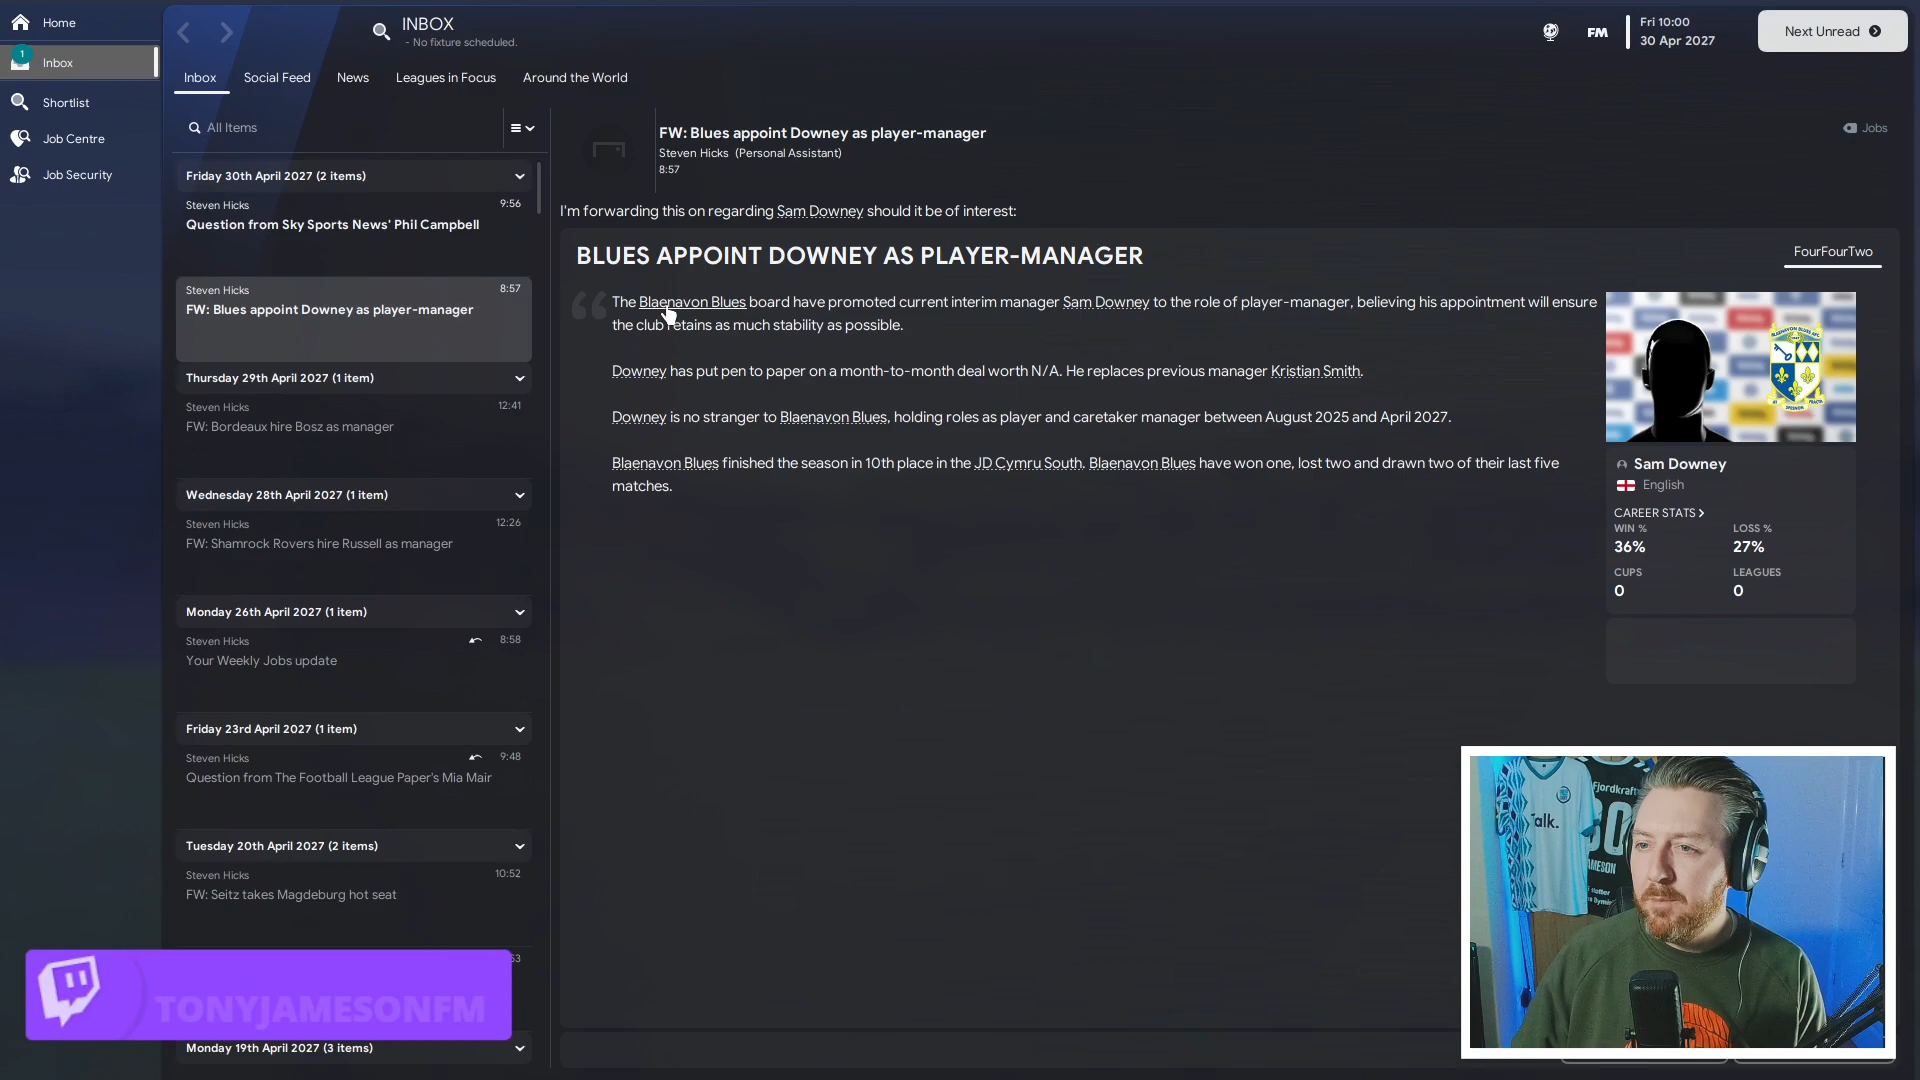 Home
Inbox
1
Shortlist
Job Centre
Job Security
INBOX
- No fixture scheduled.
FM
Fri 10:00
30 Apr 2027
Next Unread
Inbox
Social Feed
News
Leagues in Focus
Around the World
All Items
Friday 30th April 2027 (2 items)
Steven Hicks
9:56
Question from Sky Sports News' Phil Campbell
Steven Hicks
8:57
FW: Blues appoint Downey as player-manager
Thursday 29th April 2027 (1 item)
Steven Hicks
12:41
FW: Bordeaux hire Bosz as manager
Wednesday 28th April 2027 (1 item)
Steven Hicks
12:26
FW: Shamrock Rovers hire Russell as manager
Monday 26th April 2027 (1 item)
Steven Hicks
8:58
Your Weekly Jobs update
Friday 23rd April 2027 (1 item)
Steven Hicks
9:48
Question from The Football League Paper's Mia Mair
Tuesday 20th April 2027 (2 items)
Steven Hicks
10:52
FW: Seitz takes Magdeburg hot seat
53
TONYJAMESONFM
Monday 19th April 2027 (3 items)
FW: Blues appoint Downey as player-manager
Steven Hicks (Personal Assistant)
8:57
Jobs
I'm forwarding this on regarding Sam Downey should it be of interest:
BLUES APPOINT DOWNEY AS PLAYER-MANAGER
FourFourTwo
The Blaenavon Blues board have promoted current interim manager Sam Downey to the role of player-manager, believing his appointment will ensure
the club retains as much stability as possible.
Downey has put pen to paper on a month-to-month deal worth N/A. He replaces previous manager Kristian Smith.
Downey is no stranger to Blaenavon Blues, holding roles as player and caretaker manager between August 2025 and April 2027.
Blaenavon Blues finished the season in 10th place in the JD Cymru South. Blaenavon Blues have won one, lost two and drawn two of their last five
matches.
Sam Downey
English
CAREER STATS
WIN %
LOSS %
36%
27%
CUPS
LEAGUES
0
0
Talk.
Fjordkraft